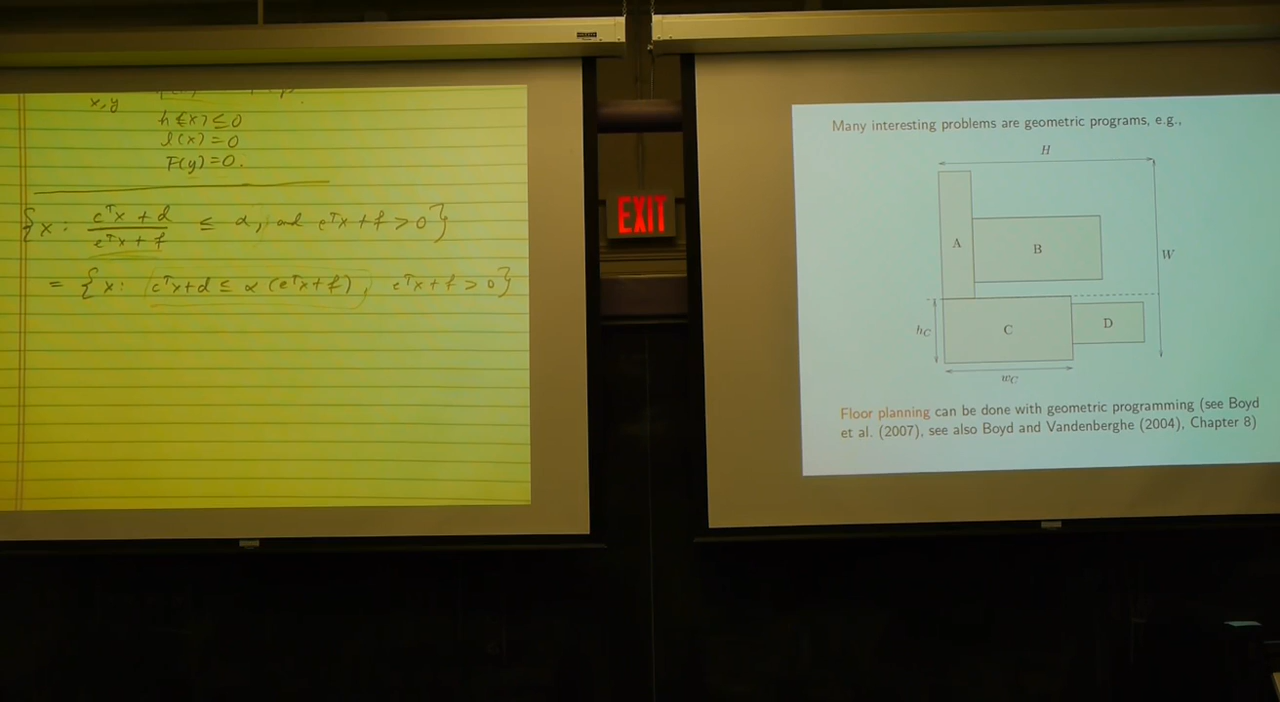 x, y
h(x) ≤ 0
l(x) = 0
F(y) = 0.
{x : (cᵀx + d)/(eᵀx + f) ≤ α, and eᵀx + f > 0}
= {x : cᵀx + d ≤ α (eᵀx + f), eᵀx + f > 0}
EXIT
Many interesting problems are geometric programs, e.g.,
H
A
B
W
C
D
h_C
w_C
Floor planning can be done with geometric programming (see Boyd
et al. (2007), see also Boyd and Vandenberghe (2004), Chapter 8)